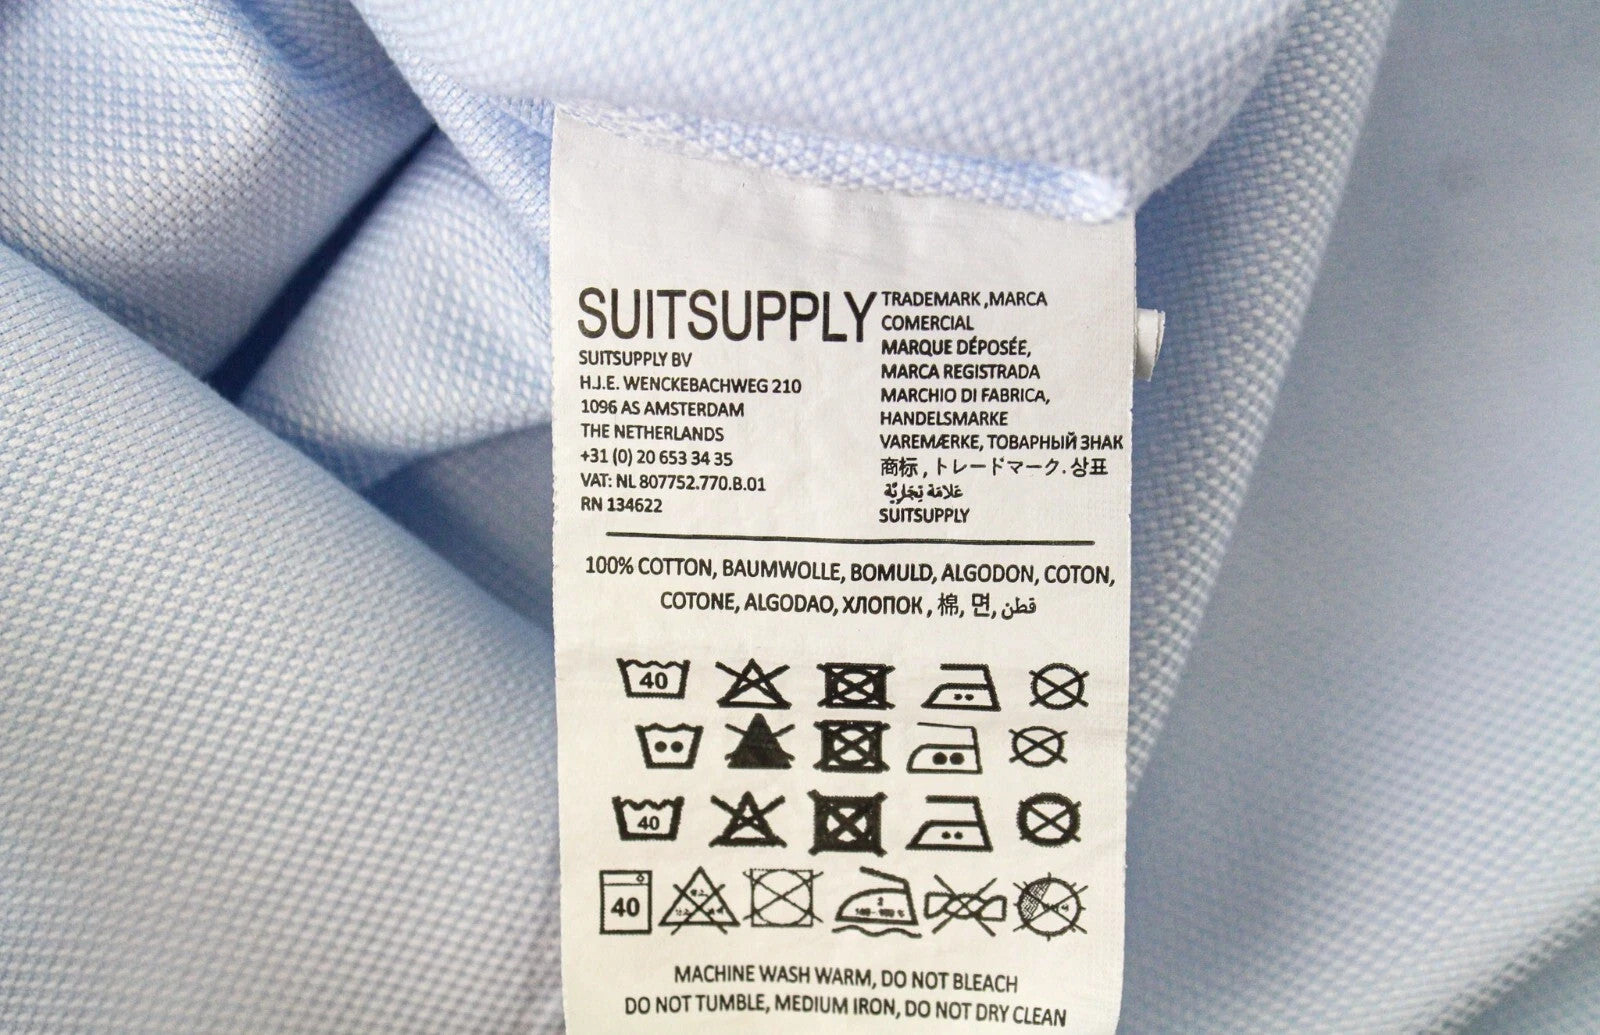 SUITSUPPLY
SUITSUPPLY BV
H.J.E. WENCKEBACHWEG 210
1096 AS AMSTERDAM
THE NETHERLANDS
+31 (0) 20 653 34 35
VAT: NL 807752.770.B.01
RN 134622
TRADEMARK ,MARCA
COMERCIAL
MARQUE DÉPOSÉE,
MARCA REGISTRADA
MARCHIO DI FABRICA,
HANDELSMARKE
VAREMÆRKE, ТОВАРНЫЙ ЗНАК
商标 , トレードマーク. 상표
عَلامَة تِجَارِيَّة
SUITSUPPLY
100% COTTON, BAUMWOLLE, BOMULD, ALGODON, COTON,
COTONE, ALGODAO, ХЛОПОК , 棉, 면, قطن
40
40
40
MACHINE WASH WARM, DO NOT BLEACH
DO NOT TUMBLE, MEDIUM IRON, DO NOT DRY CLEAN